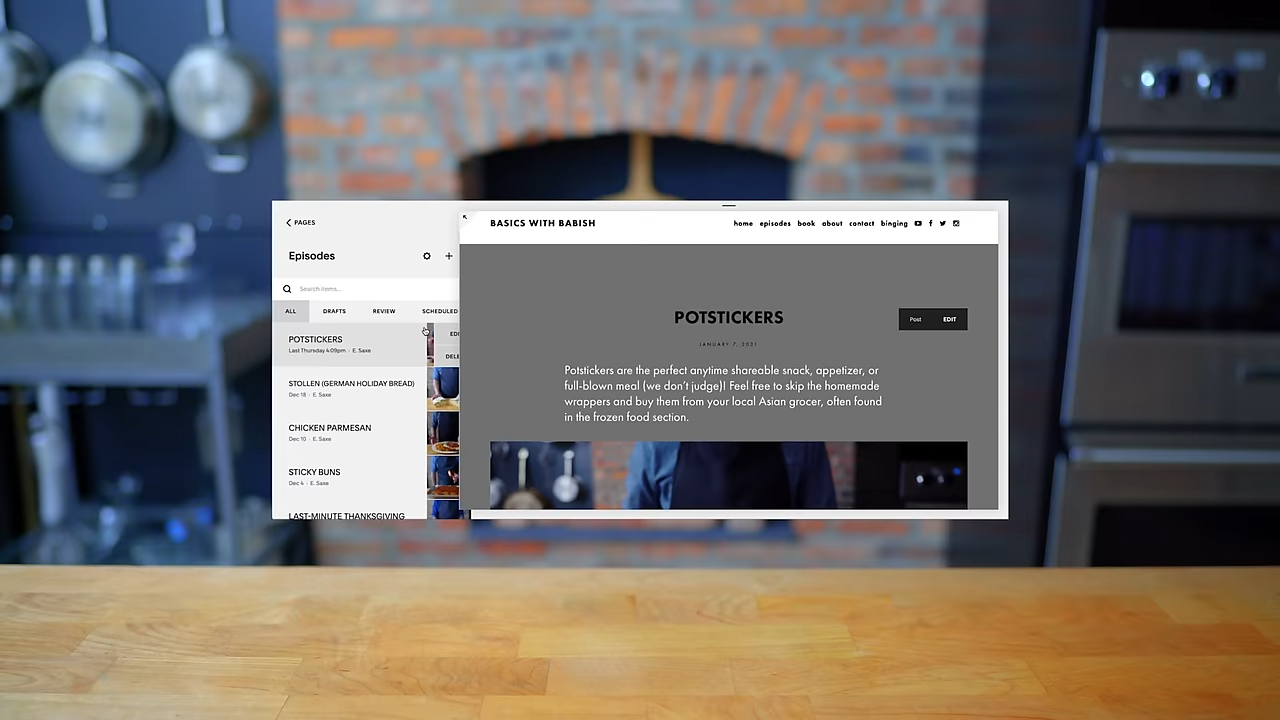 PAGES
Episodes
Search items...
ALL DRAFTS REVIEW SCHEDULED
POTSTICKERS
Last Thursday 4:09pm · E. Saxe
STOLLEN (GERMAN HOLIDAY BREAD)
Dec 18 · E. Saxe
CHICKEN PARMESAN
Dec 10 · E. Saxe
STICKY BUNS
Dec 4 · E. Saxe
LAST-MINUTE THANKSGIVING
EDI
DELE
BASICS WITH BABISH
home episodes book about contact binging
POTSTICKERS
Post EDIT
JANUARY 7, 2021
Potstickers are the perfect anytime shareable snack, appetizer, or
full-blown meal (we don't judge)! Feel free to skip the homemade
wrappers and buy them from your local Asian grocer, often found
in the frozen food section.